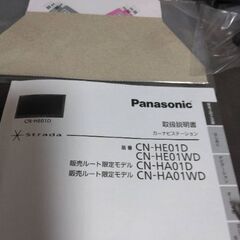 CN-HE01D
Strada
Panasonic
取扱説明書
カーナビステーション
品番 CN-HE01D
CN-HE01WD
販売ルート限定モデル CN-HA01D
販売ルート限定モデル CN-HA01WD